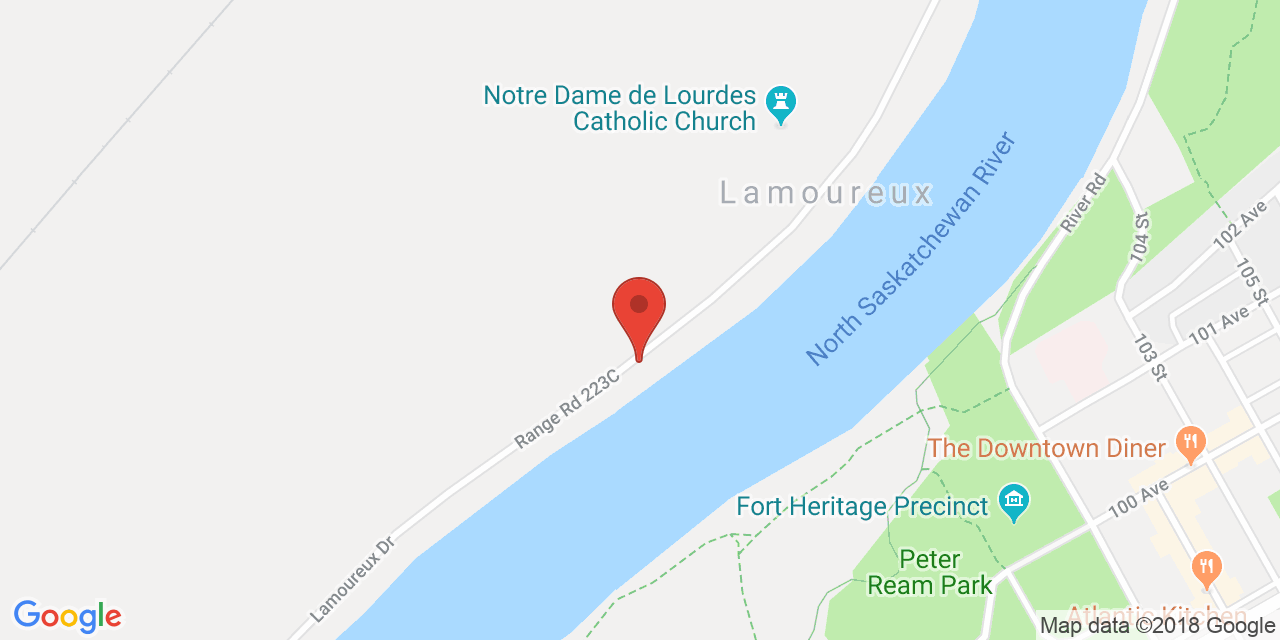 Notre Dame de Lourdes
Catholic Church
Lamoureux
North Saskatchewan River
River Rd
104 St
102 Ave
105 St
101 Ave
103 St
Range Rd 223C
The Downtown Diner
100 Ave
Fort Heritage Precinct
Peter
Ream Park
Lamoureux Dr
Atlantic Kitchen
Google
Map data ©2018 Google